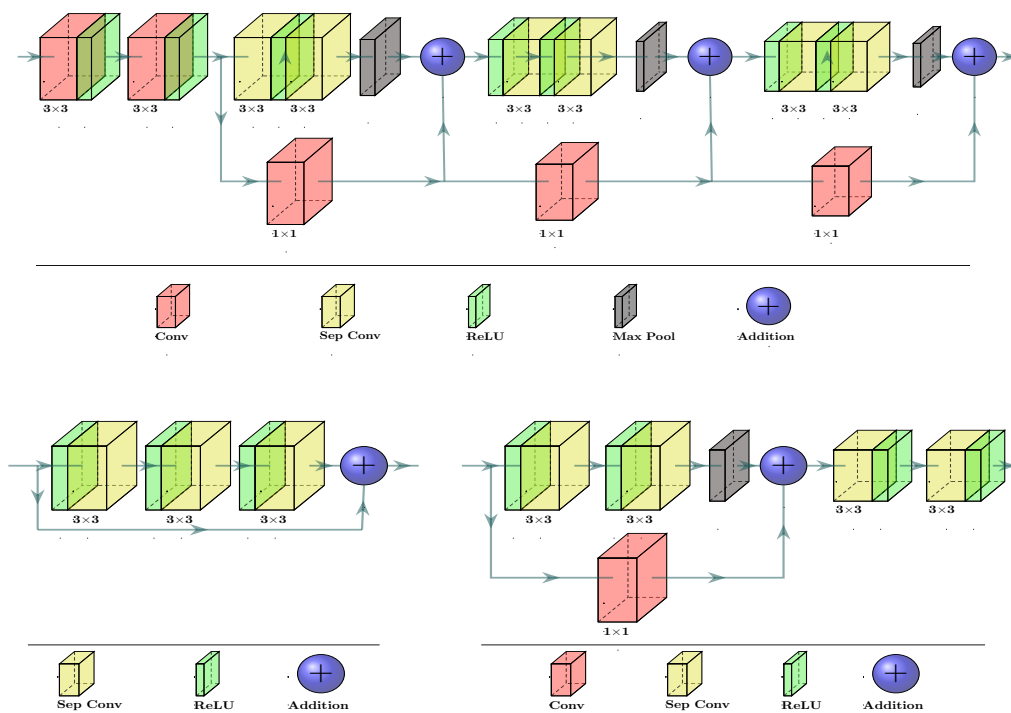 3×3 3×3 3×3 3×3 3×3 3×3 3×3 3×3
1×1 1×1 1×1
Conv Sep Conv ReLU Max Pool Addition
3×3 3×3
3×3 3×3 3×3 3×3 3×3
1×1
Sep Conv ReLU Addition Conv Sep Conv ReLU Addition